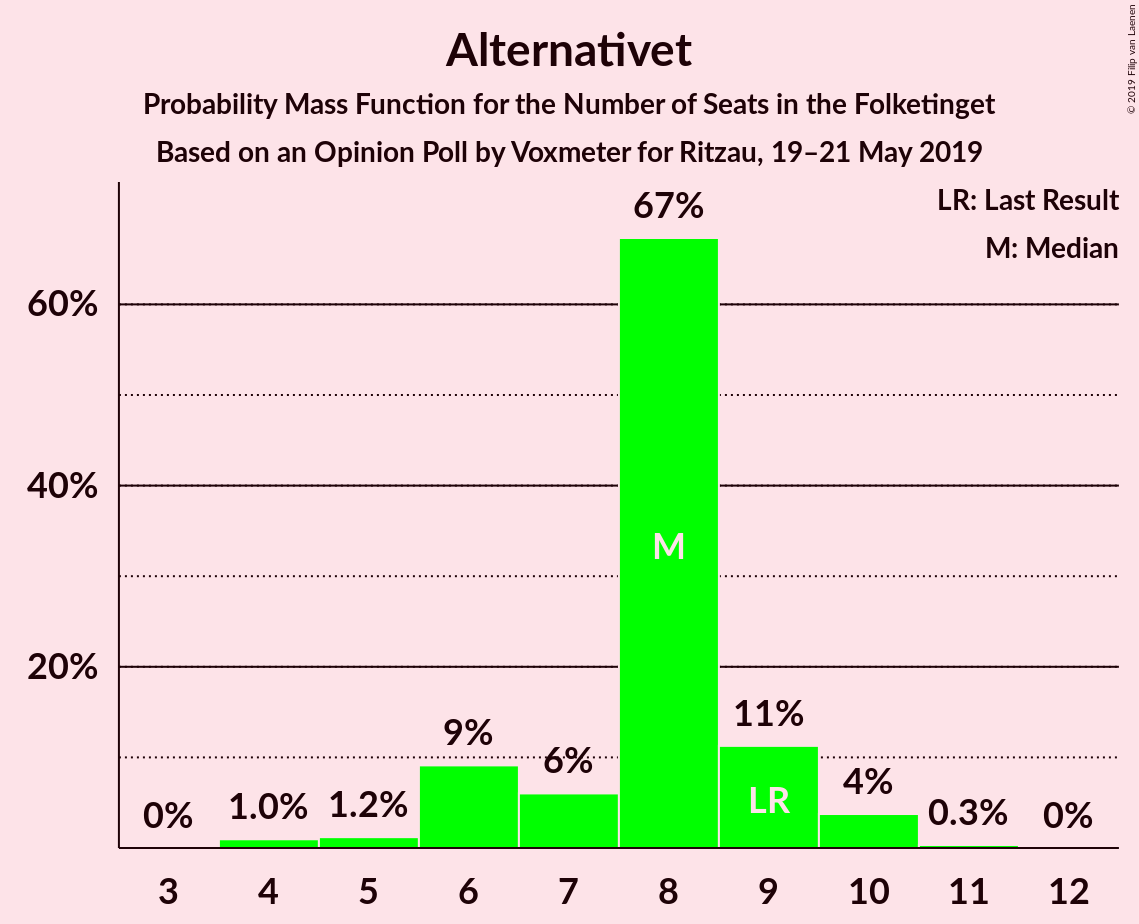 Alternativet
Probability Mass Function for the Number of Seats in the Folketinget
Based on an Opinion Poll by Voxmeter for Ritzau, 19–21 May 2019
© 2019 Filip van Laenen
LR: Last Result
M: Median
60%
40%
20%
0%
1.0%
1.2%
9%
6%
67%
11%
4%
0.3%
0%
M
LR
3 4 5 6 7 8 9 10 11 12